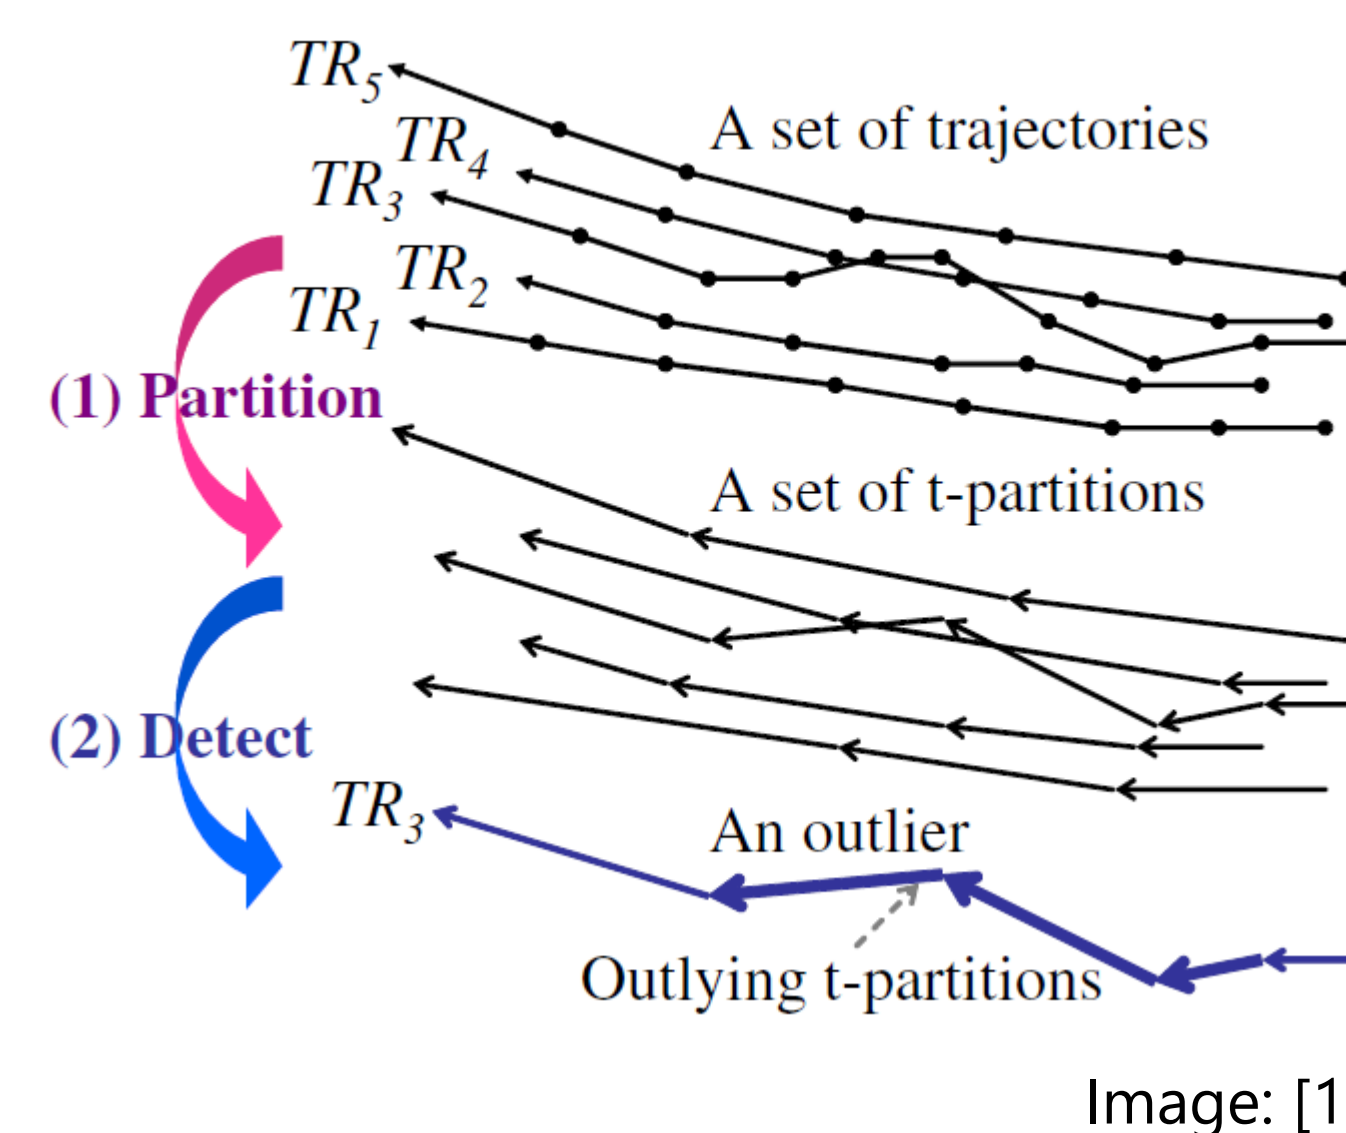 TR5
A set of trajectories
TR4
TR3
TR2
TR1
(1) Partition
A set of t-partitions
(2) Detect
TR3
An outlier
Outlying t-partitions
Image: [1